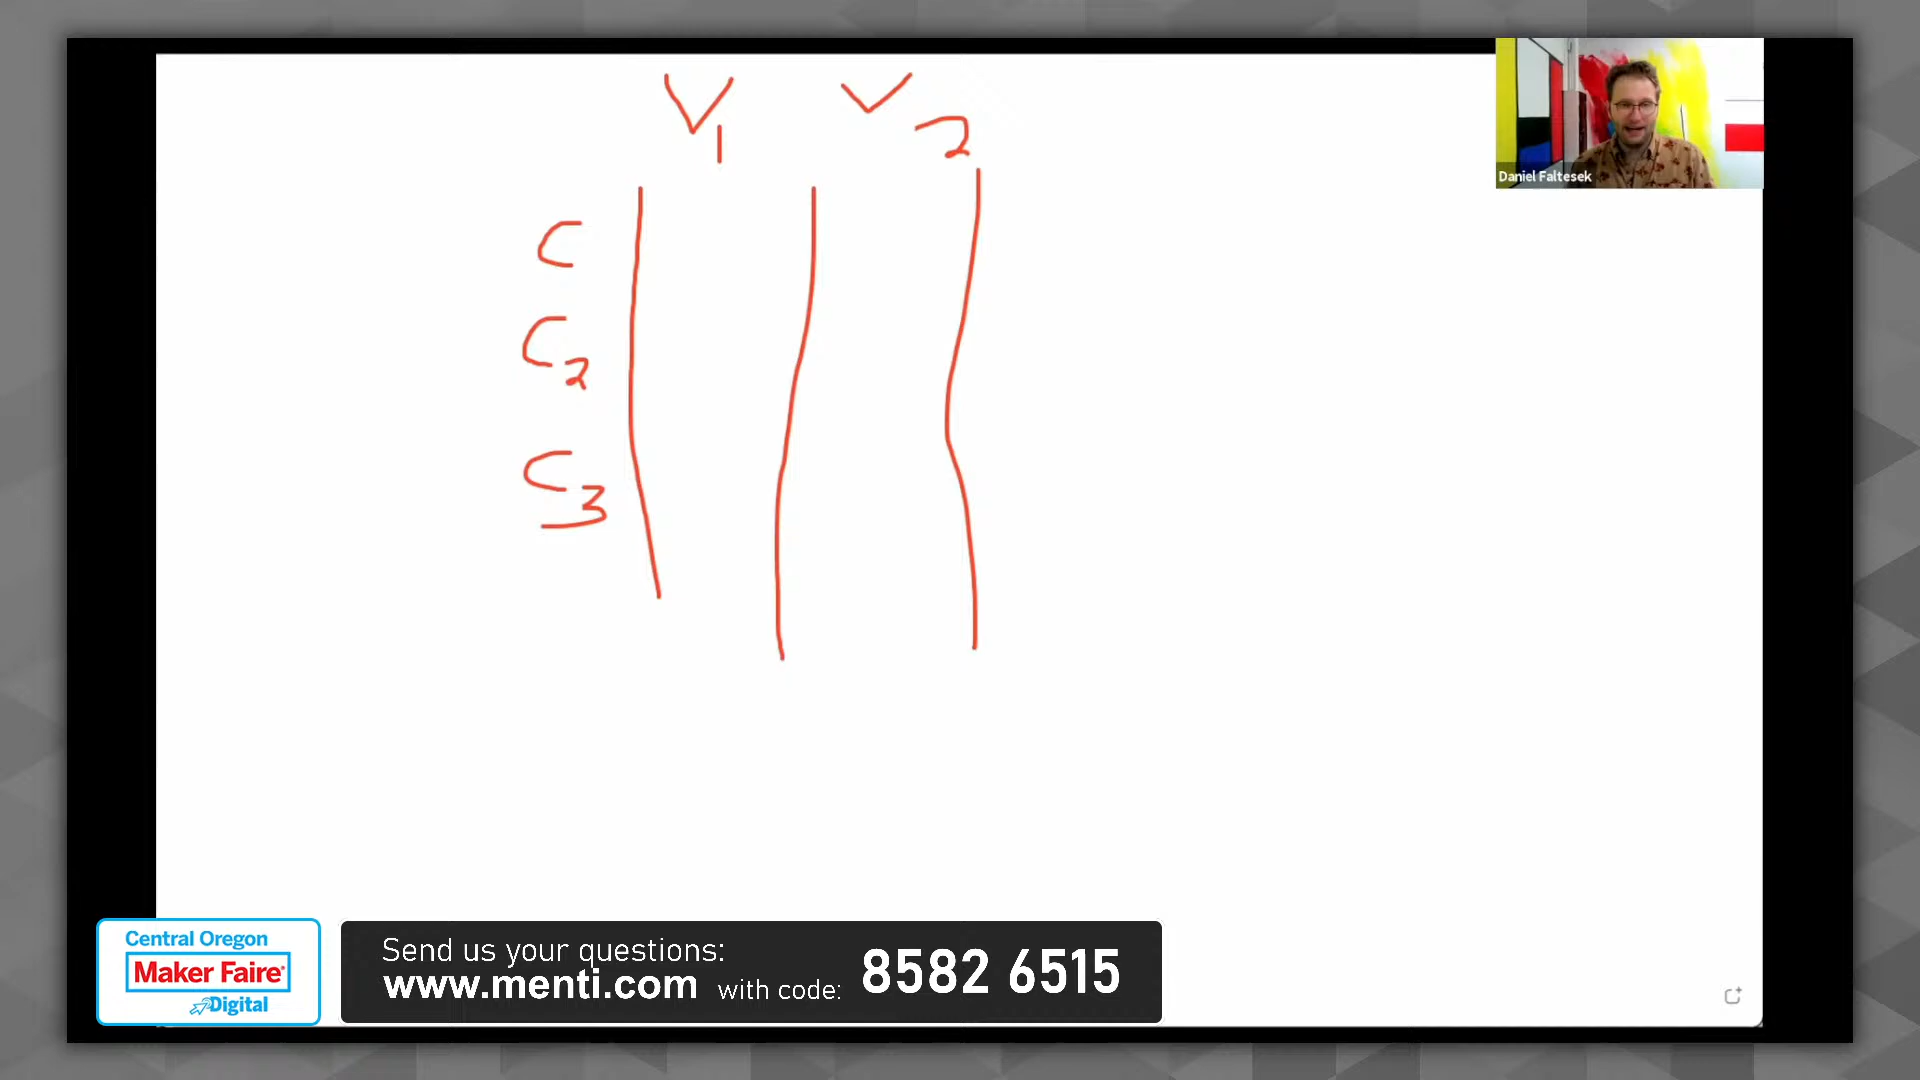 V1 V2
C
C2
C3
Daniel Faltesek
Central Oregon
Maker Faire
Digital
Send us your questions:
www.menti.com with code: 8582 6515